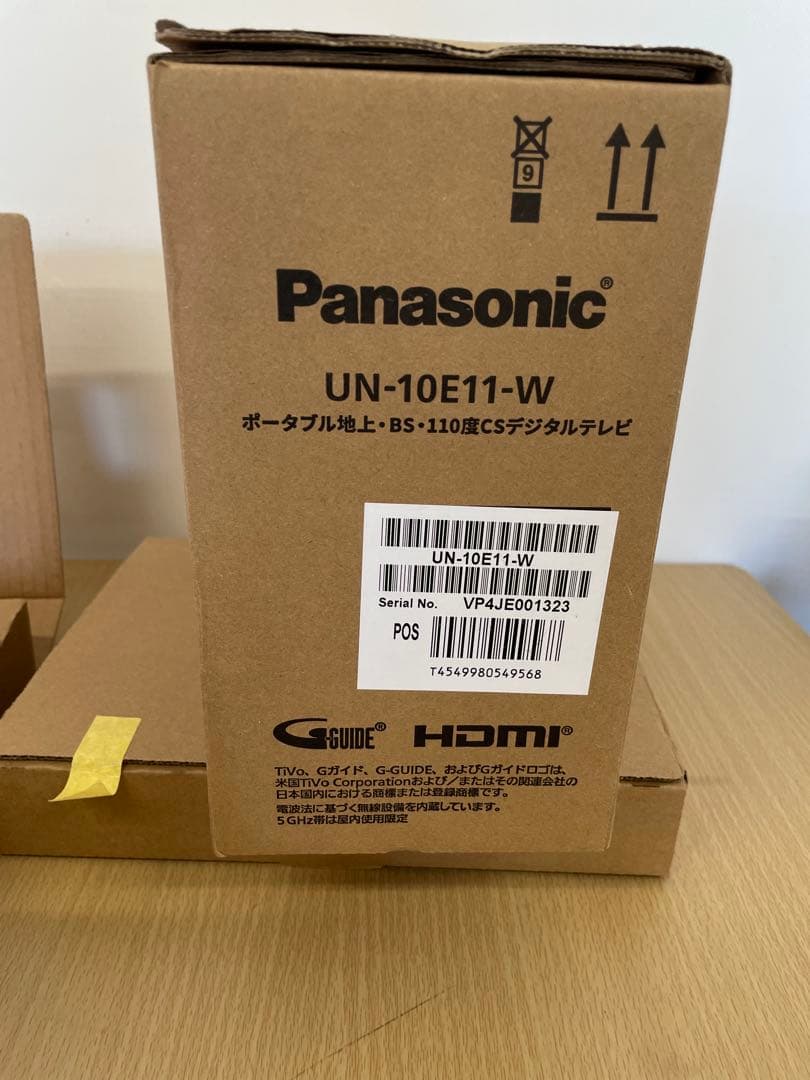 9
Panasonic®
UN-10E11-W
ポータブル地上・BS・110度CSデジタルテレビ
UN-10E11-W
Serial No. VP4JE001323
POS
T4549980549568
G-GUIDE® HDMI®
TiVo、Gガイド、G-GUIDE、およびGガイドロゴは、
米国TiVo Corporationおよび／またはその関連会社の
日本国内における商標または登録商標です。
電波法に基づく無線設備を内蔵しています。
5GHz帯は屋内使用限定